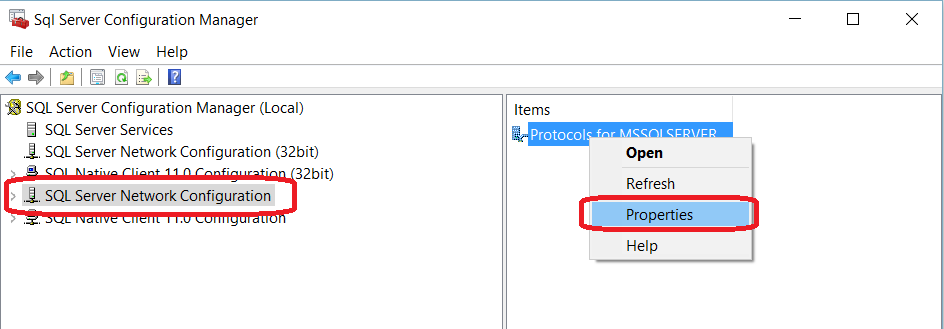 Sql Server Configuration Manager
File Action View Help
SQL Server Configuration Manager (Local)
SQL Server Services
SQL Server Network Configuration (32bit)
SQL Native Client 11.0 Configuration (32bit)
SQL Server Network Configuration
SQL Native Client 11.0 Configuration
Items
Protocols for MSSQLSERVER
Open
Refresh
Properties
Help